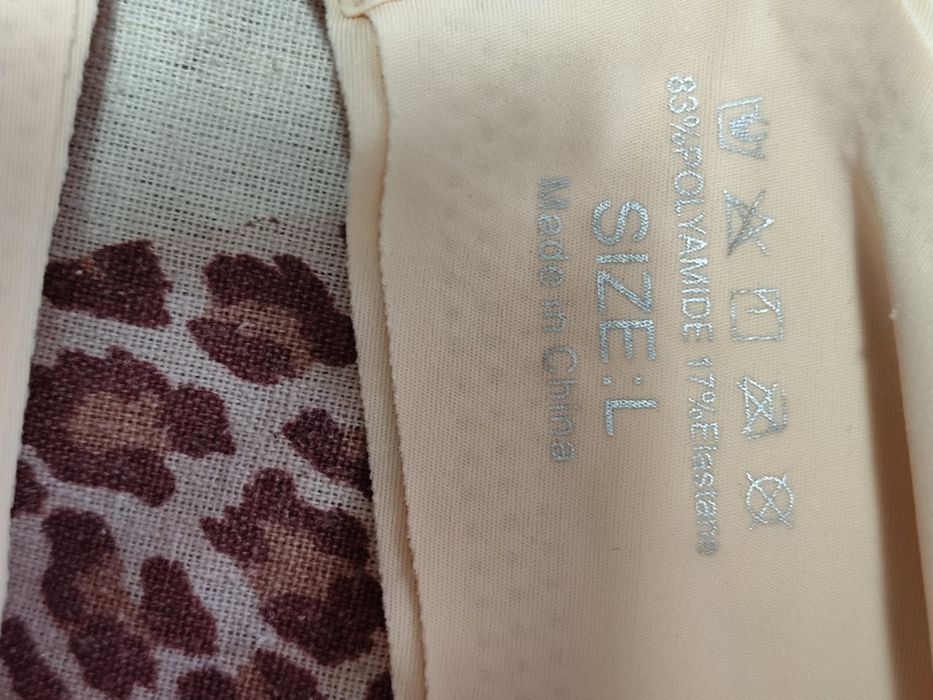 83%POLYAMIDE 17%Elastane
SIZE:L
Made in China